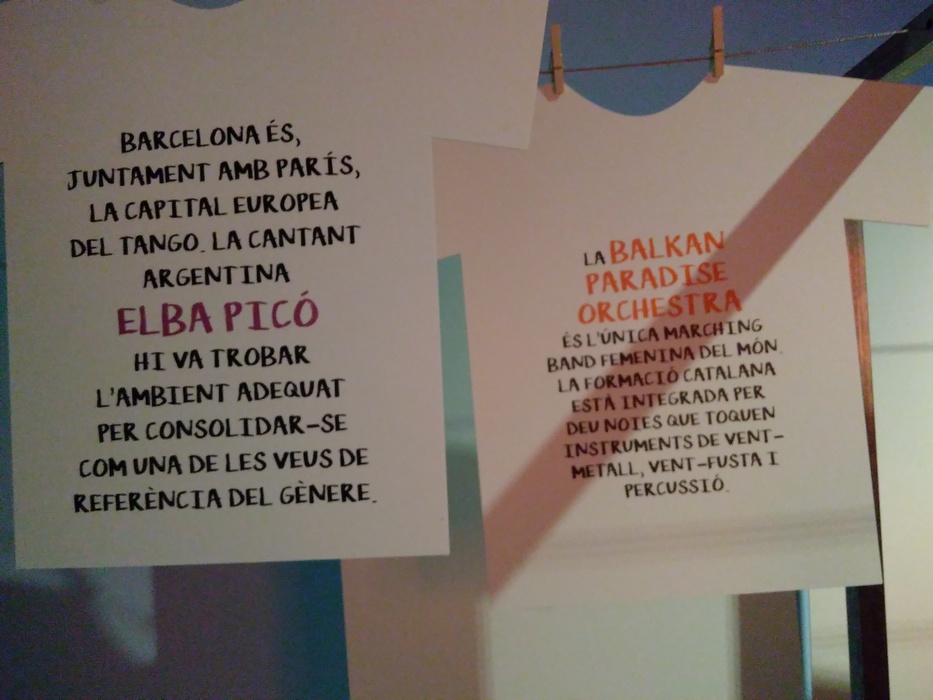 BARCELONA ÉS,
JUNTAMENT AMB PARÍS,
LA CAPITAL EUROPEA
DEL TANGO. LA CANTANT
ARGENTINA
ELBA PICÓ
HI VA TROBAR
L'AMBIENT ADEQUAT
PER CONSOLIDAR-SE
COM UNA DE LES VEUS DE
REFERÈNCIA DEL GÈNERE.
LA BALKAN
PARADISE
ORCHESTRA
ÉS L'ÚNICA MARCHING
BAND FEMENINA DEL MÓN.
LA FORMACIÓ CATALANA
ESTÀ INTEGRADA PER
DEU NOIES QUE TOQUEN
INSTRUMENTS DE VENT-
METALL, VENT-FUSTA I
PERCUSSIÓ.